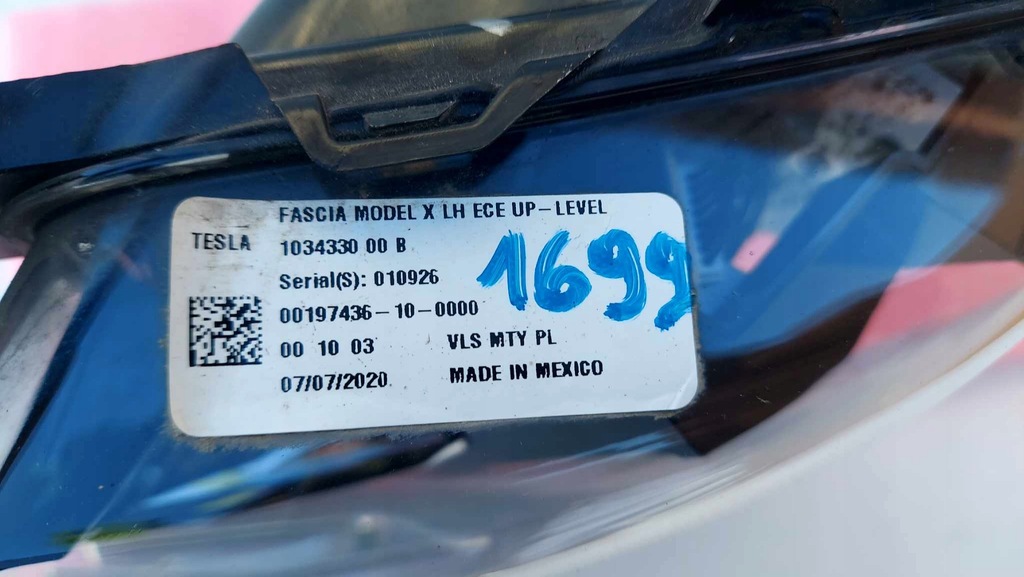 FASCIA MODEL X LH ECE UP-LEVEL
TESLA 1034330 00 B
Serial(S): 010926
1699
00197436-10-0000
00 10 03 VLS MTY PL
07/07/2020 MADE IN MEXICO